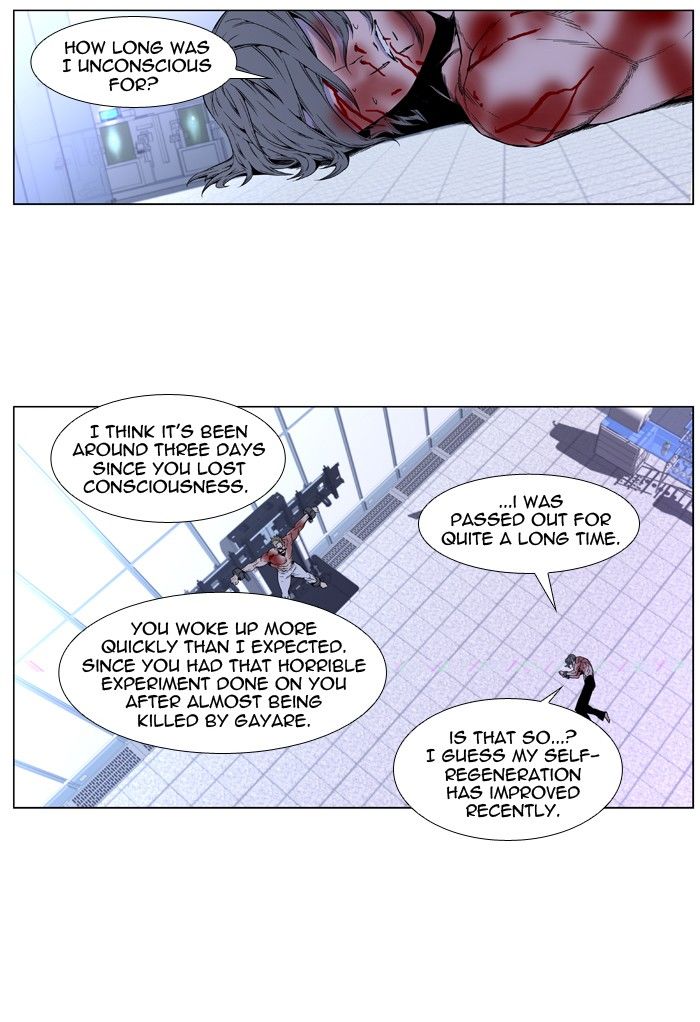 HOW LONG WAS
I UNCONSCIOUS
FOR?
I THINK IT'S BEEN
AROUND THREE DAYS
SINCE YOU LOST
CONSCIOUSNESS.
...I WAS
PASSED OUT FOR
QUITE A LONG TIME.
YOU WOKE UP MORE
QUICKLY THAN I EXPECTED.
SINCE YOU HAD THAT HORRIBLE
EXPERIMENT DONE ON YOU
AFTER ALMOST BEING
KILLED BY GAYARE.
IS THAT SO...?
I GUESS MY SELF-
REGENERATION
HAS IMPROVED
RECENTLY.